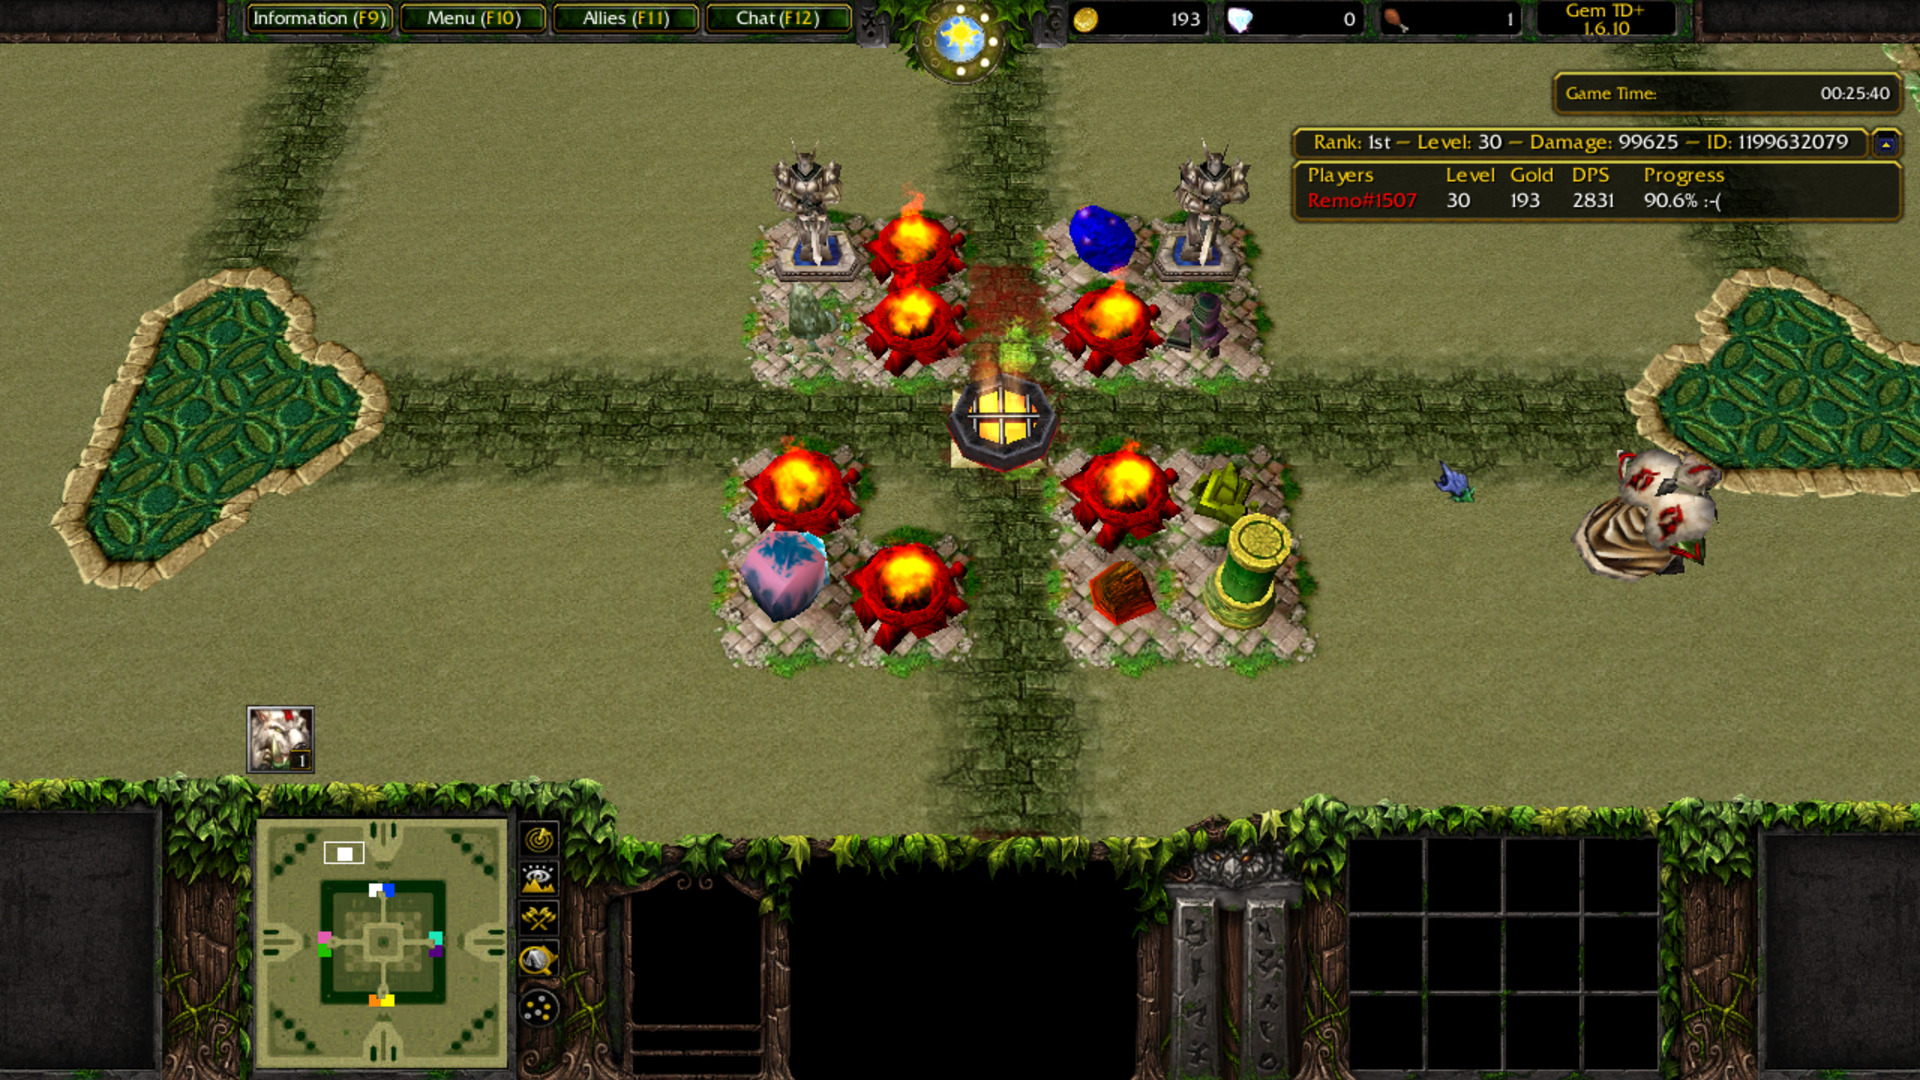 Information (F9) Menu (F10) Allies (F11) Chat (F12) 193 0 1 Gem TD+
1.6.10
Game Time: 00:25:40
Rank: 1st – Level: 30 – Damage: 99625 – ID: 1199632079
Players Level Gold DPS Progress
Remo#1507 30 193 2831 90.6% :-(
1